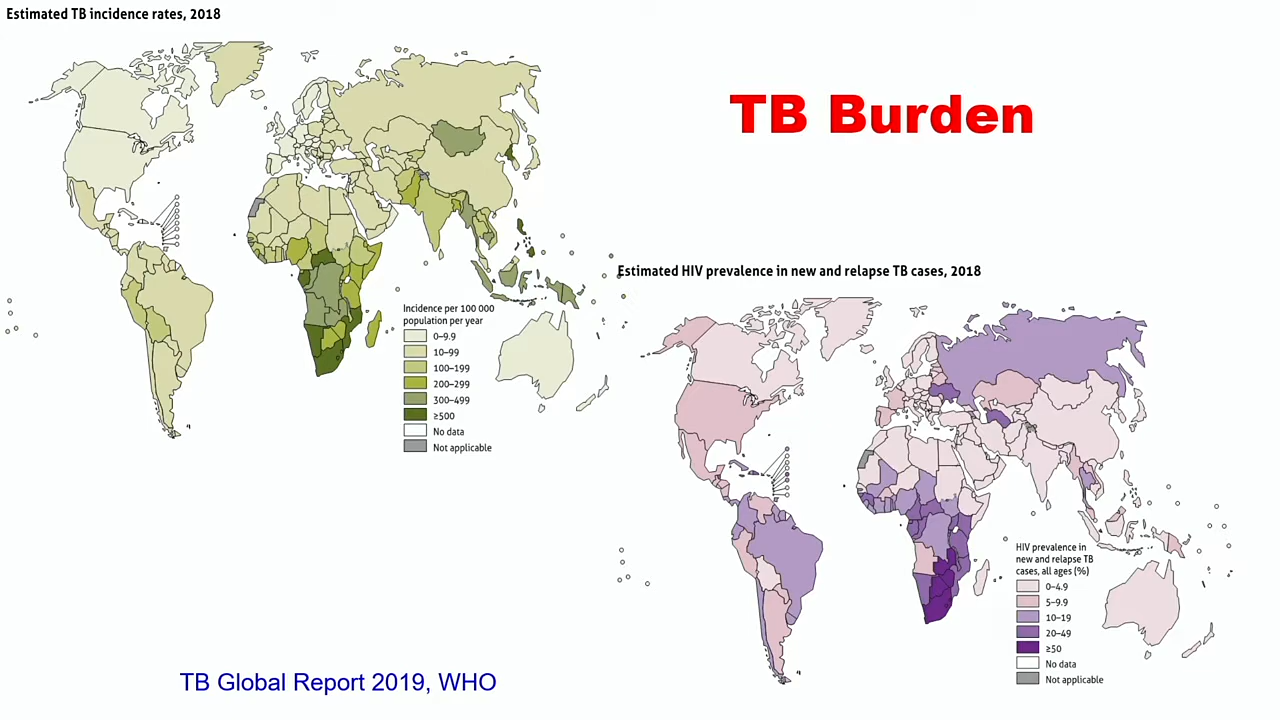 Estimated TB incidence rates, 2018
TB Burden
Incidence per 100 000
population per year
0–9.9
10–99
100–199
200–299
300–499
≥500
No data
Not applicable
Estimated HIV prevalence in new and relapse TB cases, 2018
HIV prevalence in
new and relapse TB
cases, all ages (%)
0–4.9
5–9.9
10–19
20–49
≥50
No data
Not applicable
TB Global Report 2019, WHO